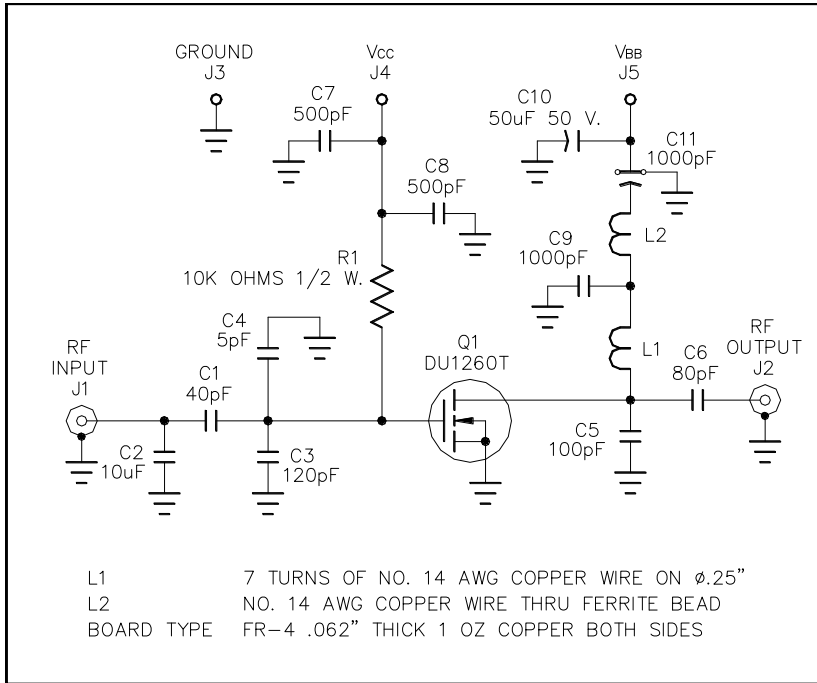 GROUND
J3
Vcc
J4
VBB
J5
C7
500pF
C10
50uF 50 V.
C11
1000pF
C8
500pF
L2
R1
10K OHMS 1/2 W.
C9
1000pF
C4
5pF
Q1
DU1260T
L1
RF
INPUT
J1
C1
40pF
C6
80pF
RF
OUTPUT
J2
C2
10uF
C3
120pF
C5
100pF
L1 7 TURNS OF NO. 14 AWG COPPER WIRE ON ø.25”
L2 NO. 14 AWG COPPER WIRE THRU FERRITE BEAD
BOARD TYPE FR-4 .062” THICK 1 OZ COPPER BOTH SIDES